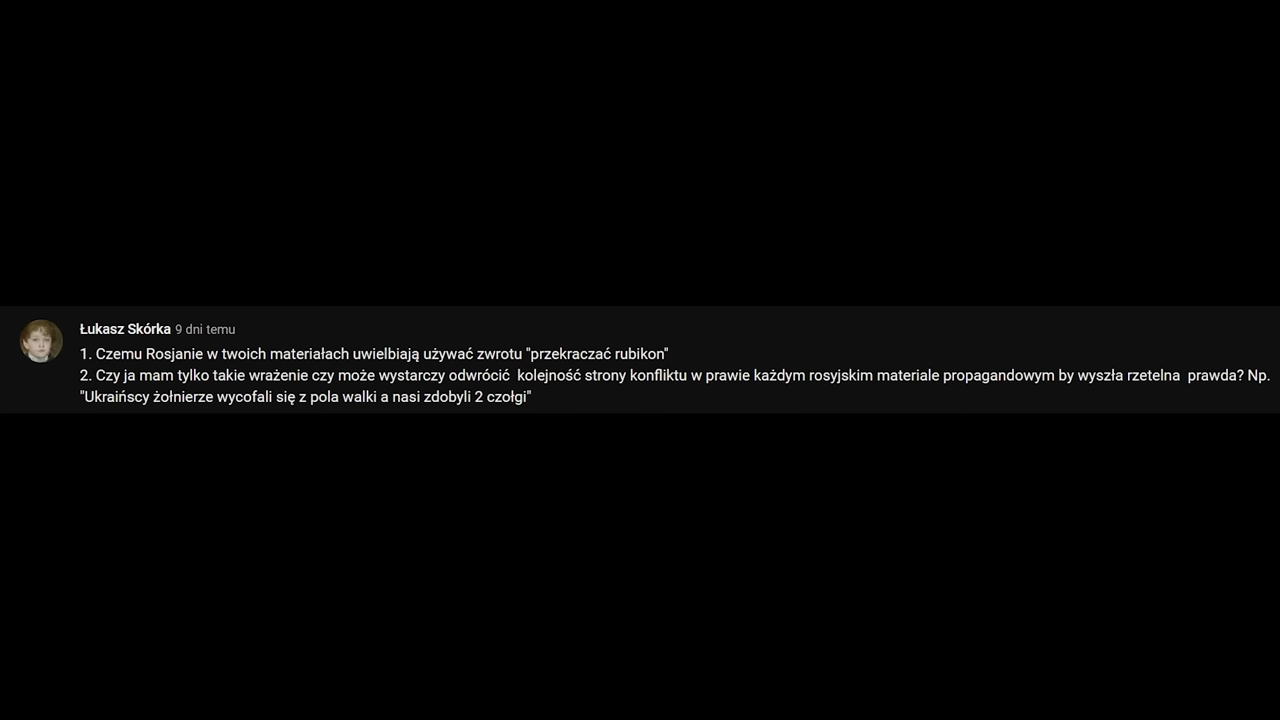 Łukasz Skórka 9 dni temu
1. Czemu Rosjanie w twoich materiałach uwielbiają używać zwrotu "przekraczać rubikon"
2. Czy ja mam tylko takie wrażenie czy może wystarczy odwrócić  kolejność strony konfliktu w prawie każdym rosyjskim materiale propagandowym by wyszła rzetelna  prawda? Np.
"Ukraińscy żołnierze wycofali się z pola walki a nasi zdobyli 2 czołgi"